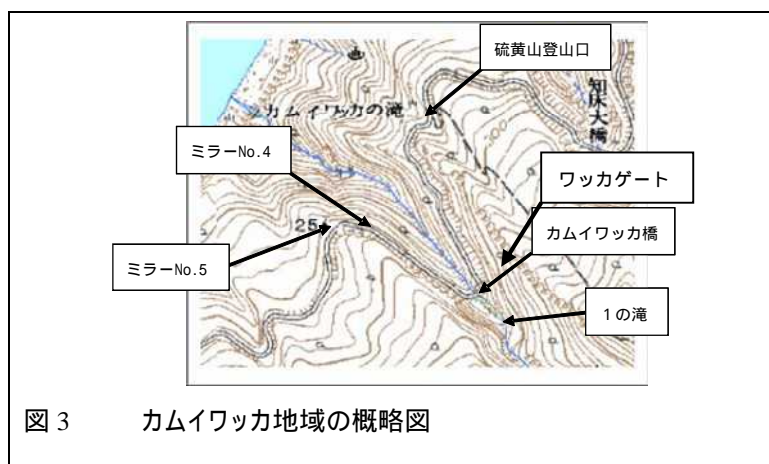 硫黄山登山口
カムイワッカの滝
知床大橋
ミラーNo.4
ワッカゲート
25
カムイワッカ橋
ミラーNo.5
1の滝
図3 カムイワッカ地域の概略図